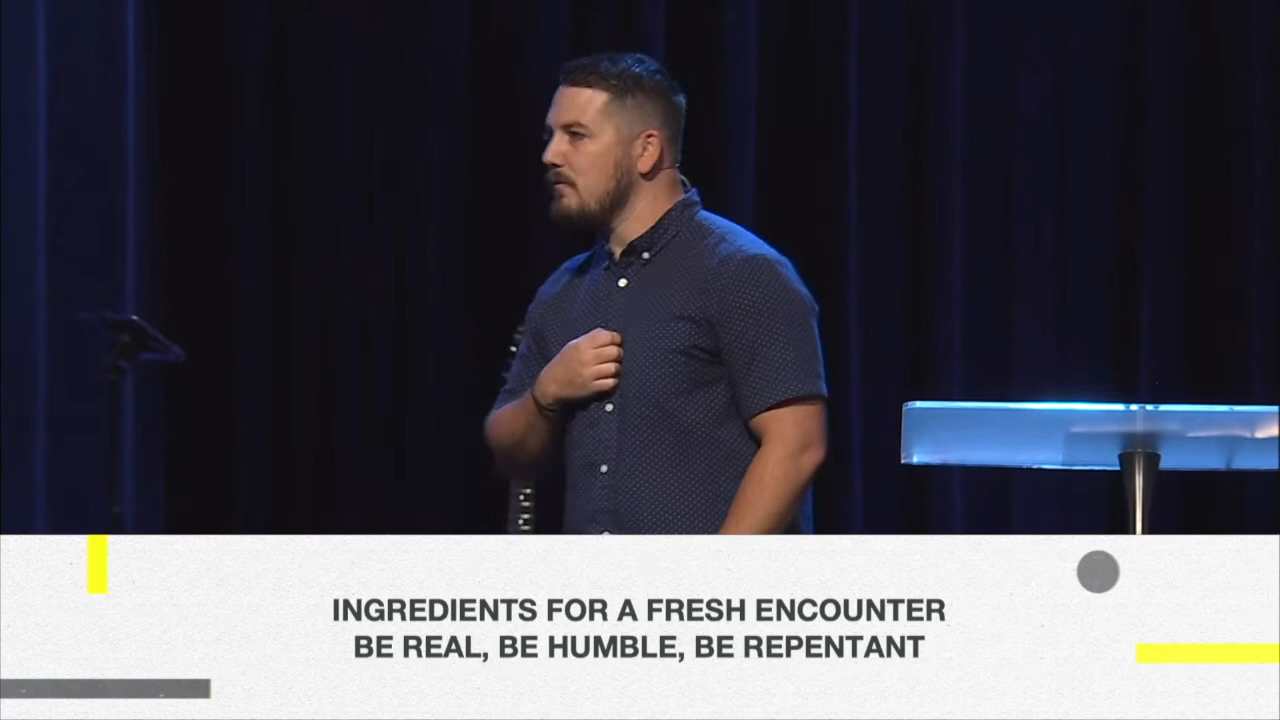 INGREDIENTS FOR A FRESH ENCOUNTER
BE REAL, BE HUMBLE, BE REPENTANT